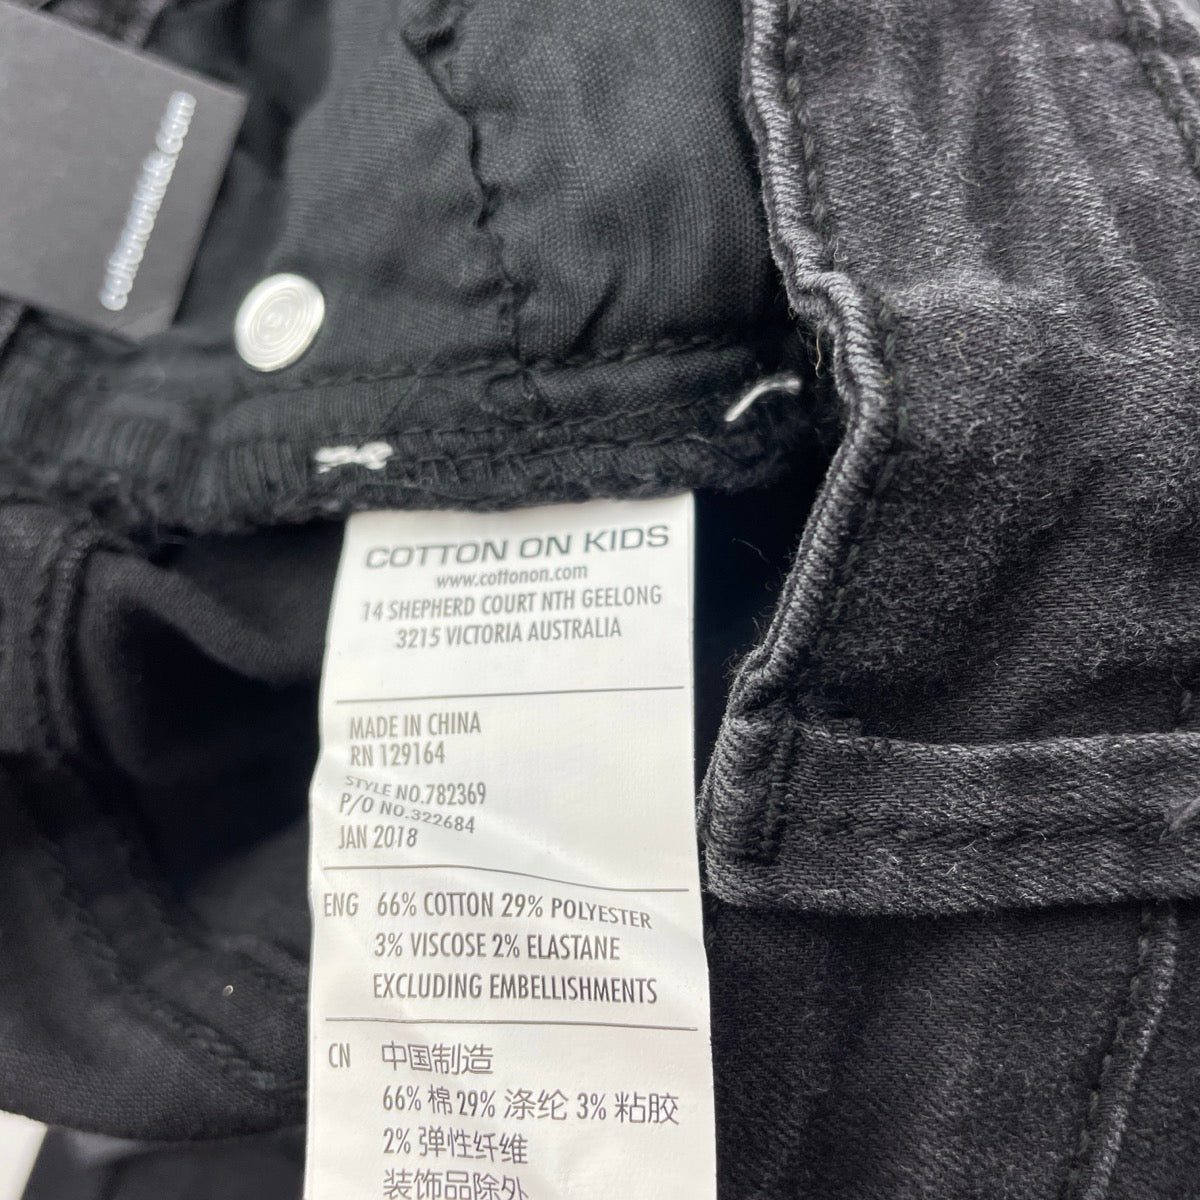 cottononkids.com
COTTON ON KIDS
www.cottonon.com
14 SHEPHERD COURT NTH GEELONG
3215 VICTORIA AUSTRALIA
MADE IN CHINA
RN 129164
STYLE NO.782369
P/O NO.322684
JAN 2018
ENG 66% COTTON 29% POLYESTER
3% VISCOSE 2% ELASTANE
EXCLUDING EMBELLISHMENTS
CN 中国制造
66% 棉 29% 涤纶 3% 粘胶
2% 弹性纤维
装饰品除外